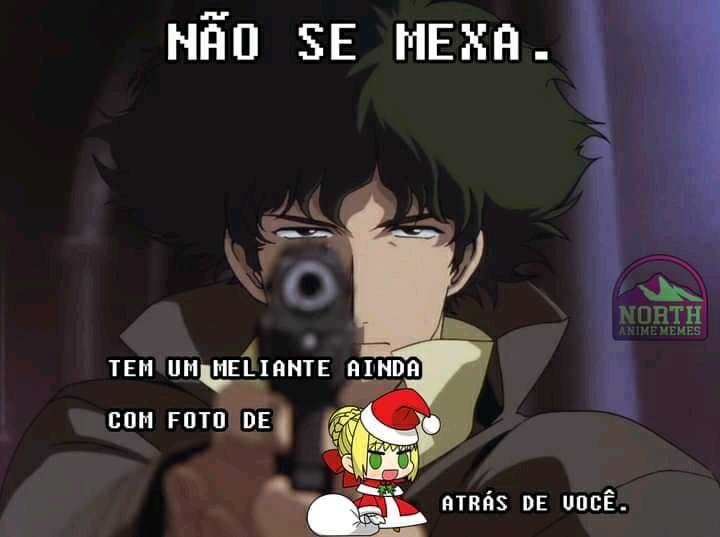 NÃO SE MEXA.
NORTH
ANIME MEMES
TEM UM MELIANTE AINDA
COM FOTO DE
ATRÁS DE VOCÊ.